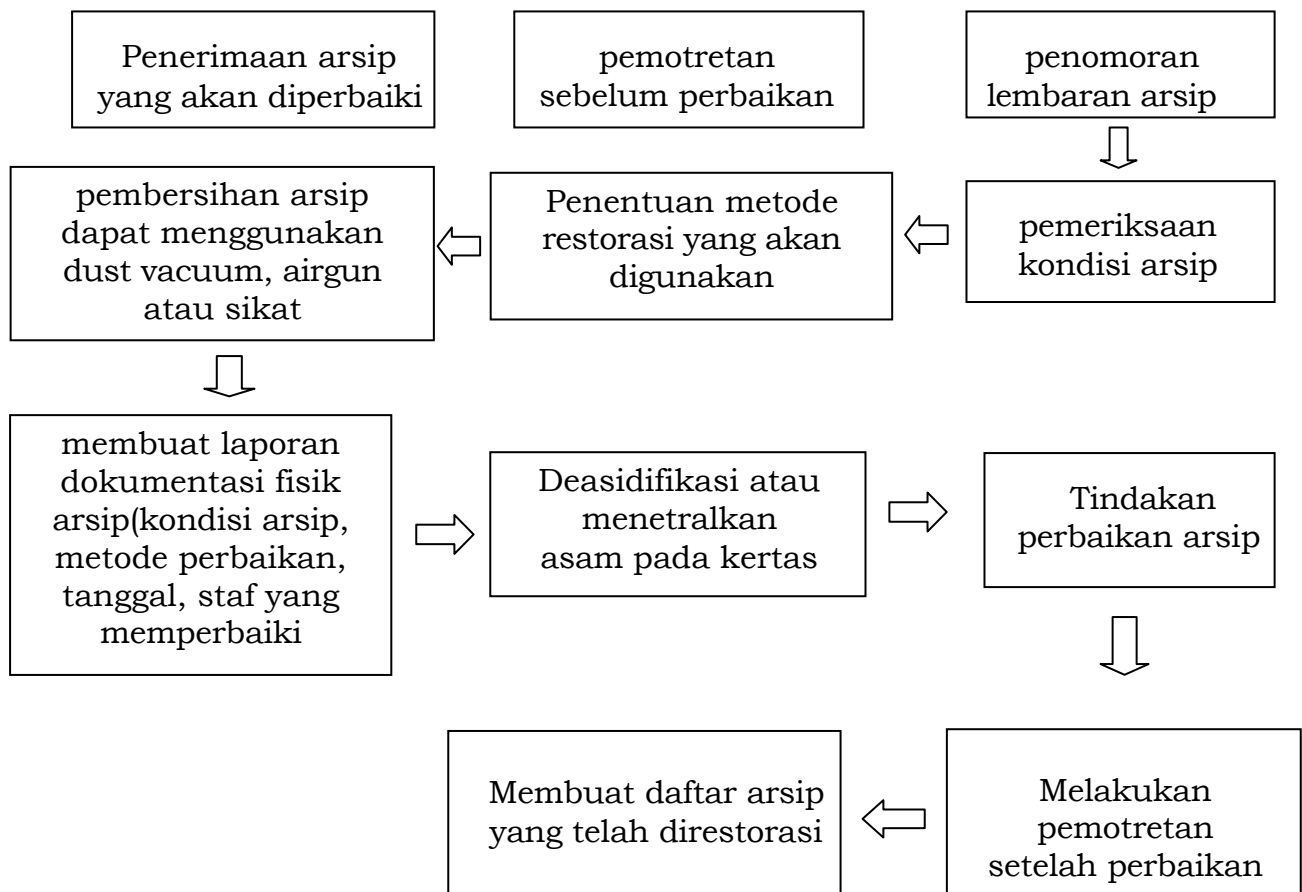 Penerimaan arsip
yang akan diperbaiki
pemotretan
sebelum perbaikan
penomoran
lembaran arsip
pemeriksaan
kondisi arsip
Penentuan metode
restorasi yang akan
digunakan
pembersihan arsip
dapat menggunakan
dust vacuum, airgun
atau sikat
membuat laporan
dokumentasi fisik
arsip(kondisi arsip,
metode perbaikan,
tanggal, staf yang
memperbaiki
Deasidifikasi atau
menetralkan
asam pada kertas
Tindakan
perbaikan arsip
Melakukan
pemotretan
setelah perbaikan
Membuat daftar arsip
yang telah direstorasi